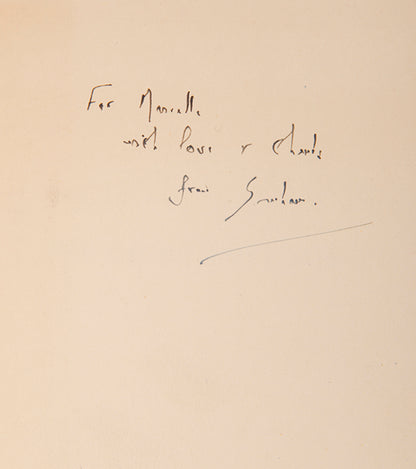 For Marcelle
with love & thanks
from Graham.